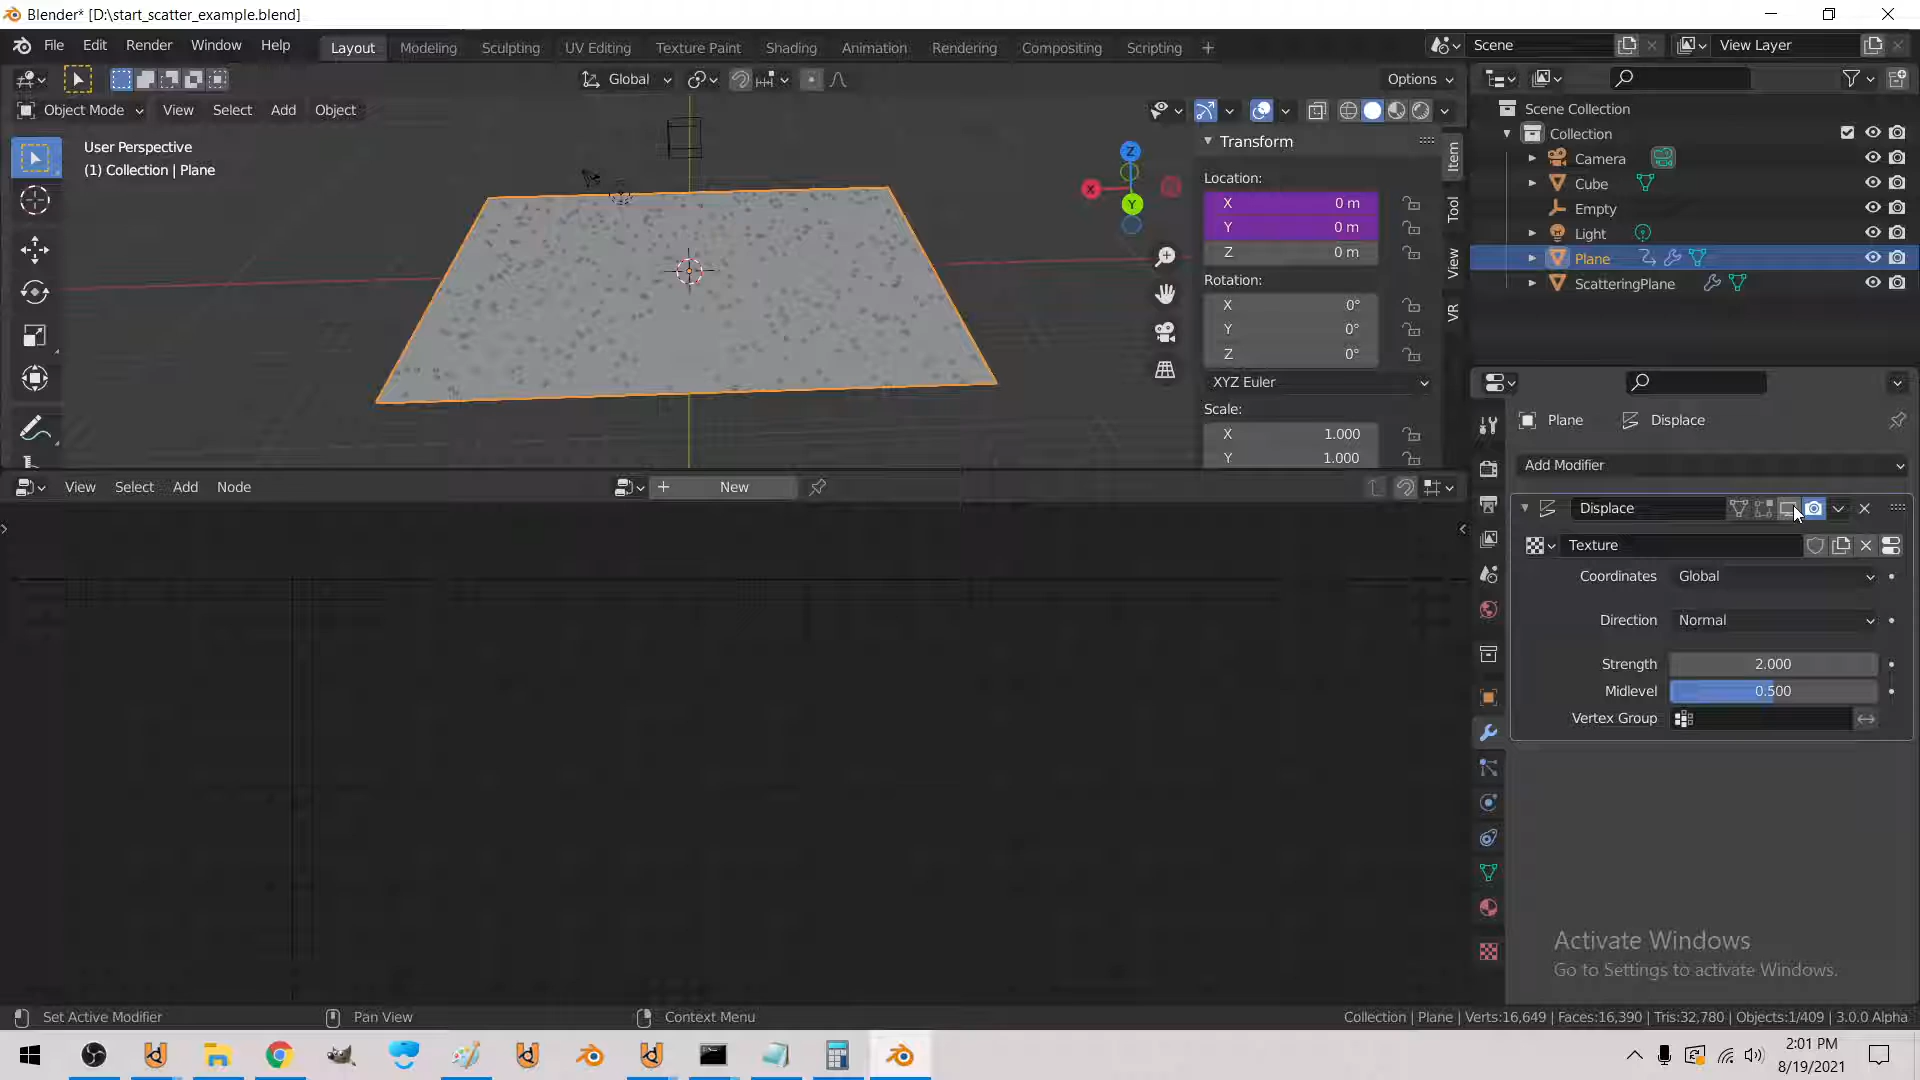 Blender* [D:\start_scatter_example.blend]
File Edit Render Window Help Layout Modeling Sculpting UV Editing Texture Paint Shading Animation Rendering Compositing Scripting Scene View Layer
Global Options
Object Mode View Select Add Object
User Perspective
(1) Collection | Plane
Z
X
Y
Transform
Location:
X 0 m
Y 0 m
Z 0 m
Rotation:
X 0°
Y 0°
Z 0°
XYZ Euler
Scale:
X 1.000
Y 1.000
Item
Tool
View
VR
Scene Collection
Collection
Camera
Cube
Empty
Light
Plane
ScatteringPlane
View Select Add Node New
Plane Displace
Add Modifier
Displace
Texture
Coordinates Global
Direction Normal
Strength 2.000
Midlevel 0.500
Vertex Group
Activate Windows
Go to Settings to activate Windows.
Set Active Modifier Pan View Context Menu Collection | Plane | Verts:16,649 | Faces:16,390 | Tris:32,780 | Objects:1/409 | 3.0.0 Alpha
2:01 PM
8/19/2021